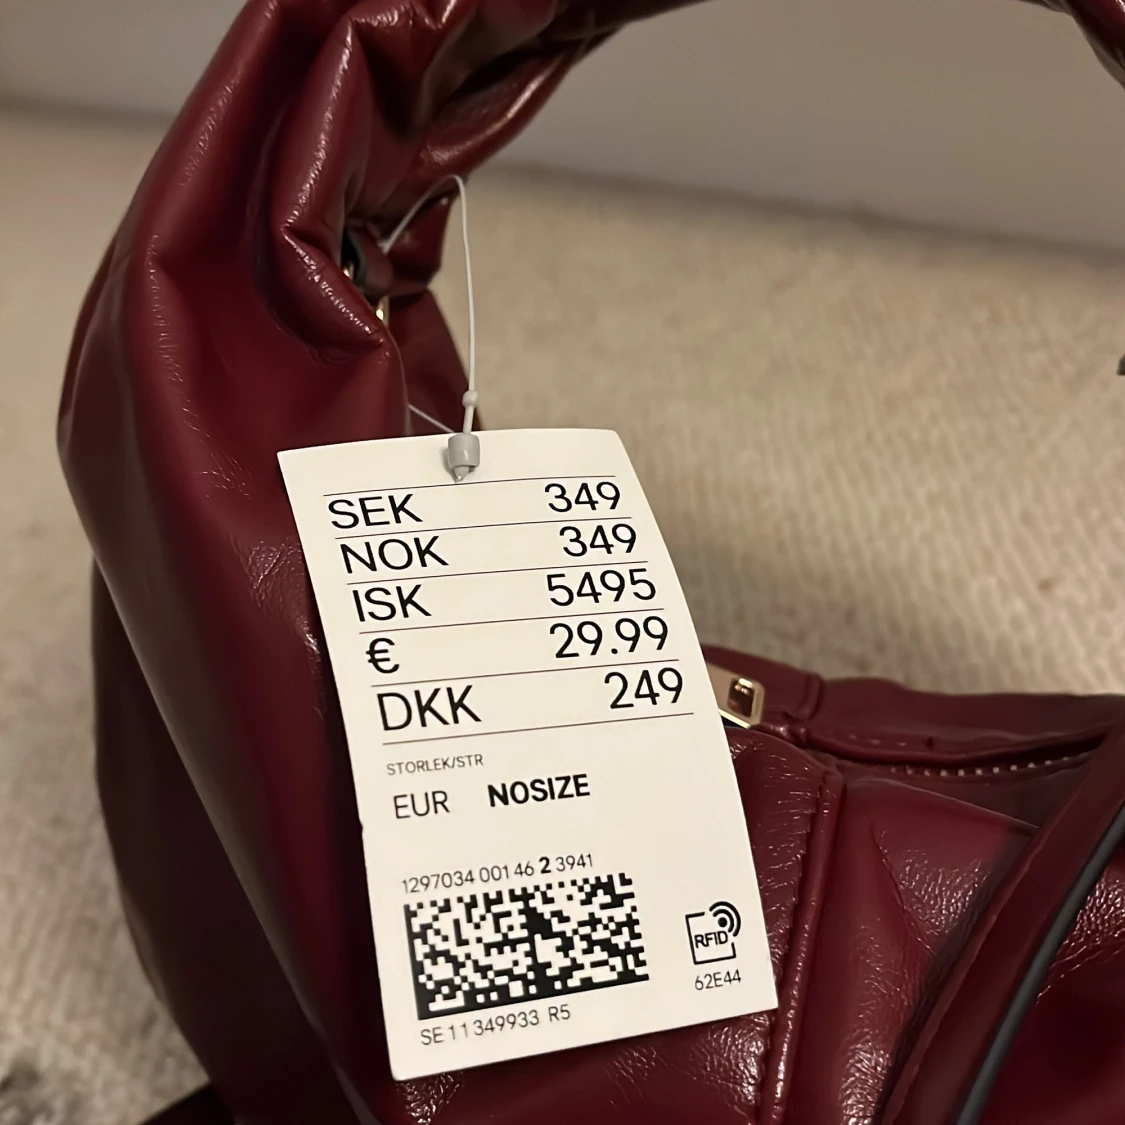 SEK 349
NOK 349
ISK 5495
€ 29.99
DKK 249
STORLEK/STR
EUR NOSIZE
1297034 001 46 2 3941
RFID
62E44
SE 11 349933 R5